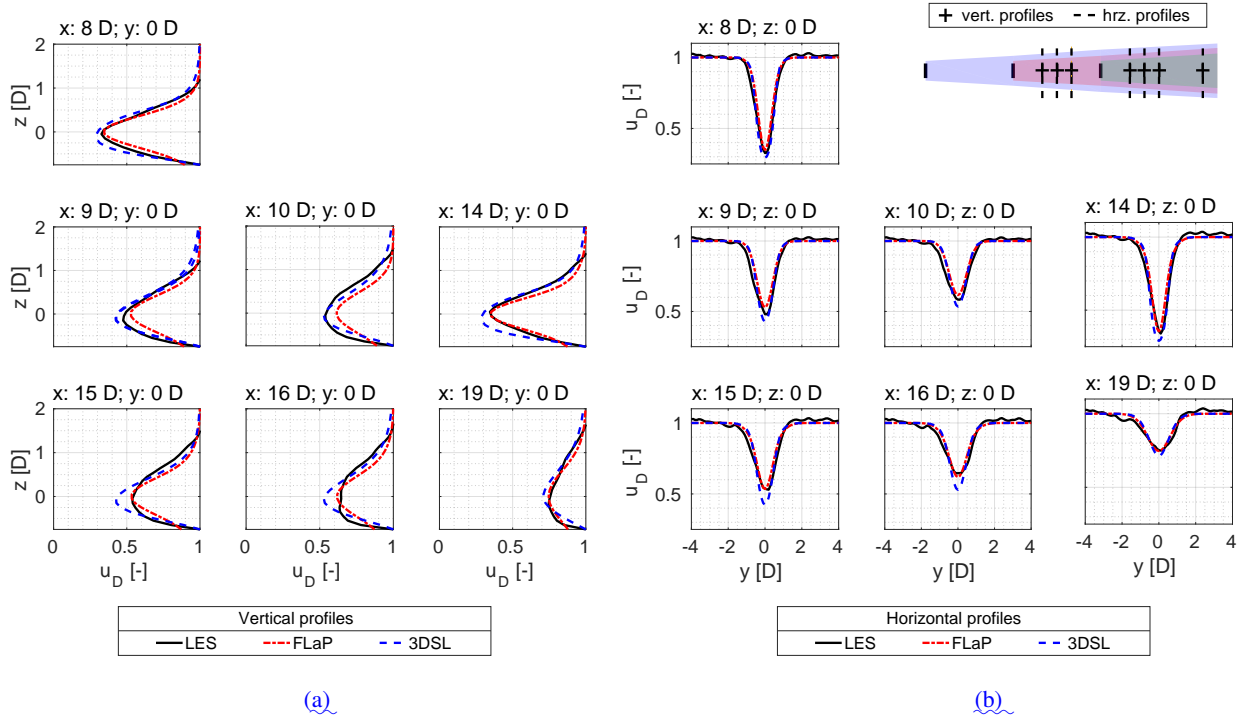 vert. profiles hrz. profiles
x: 8 D; y: 0 D
2
1
0
z [D]
x: 8 D; z: 0 D
1
0.5
u_D [-]
x: 9 D; y: 0 D
x: 10 D; y: 0 D
x: 14 D; y: 0 D
2
1
0
z [D]
x: 9 D; z: 0 D
x: 10 D; z: 0 D
x: 14 D; z: 0 D
1
0.5
u_D [-]
x: 15 D; y: 0 D
x: 16 D; y: 0 D
x: 19 D; y: 0 D
2
1
0
z [D]
0 0.5 1
0 0.5 1
0 0.5 1
u_D [-]
u_D [-]
u_D [-]
x: 15 D; z: 0 D
x: 16 D; z: 0 D
x: 19 D; z: 0 D
1
0.5
u_D [-]
-4 -2 0 2 4
-4 -2 0 2 4
-4 -2 0 2 4
y [D]
y [D]
y [D]
Vertical profiles
LES FLaP 3DSL
Horizontal profiles
LES FLaP 3DSL
(a)
(b)